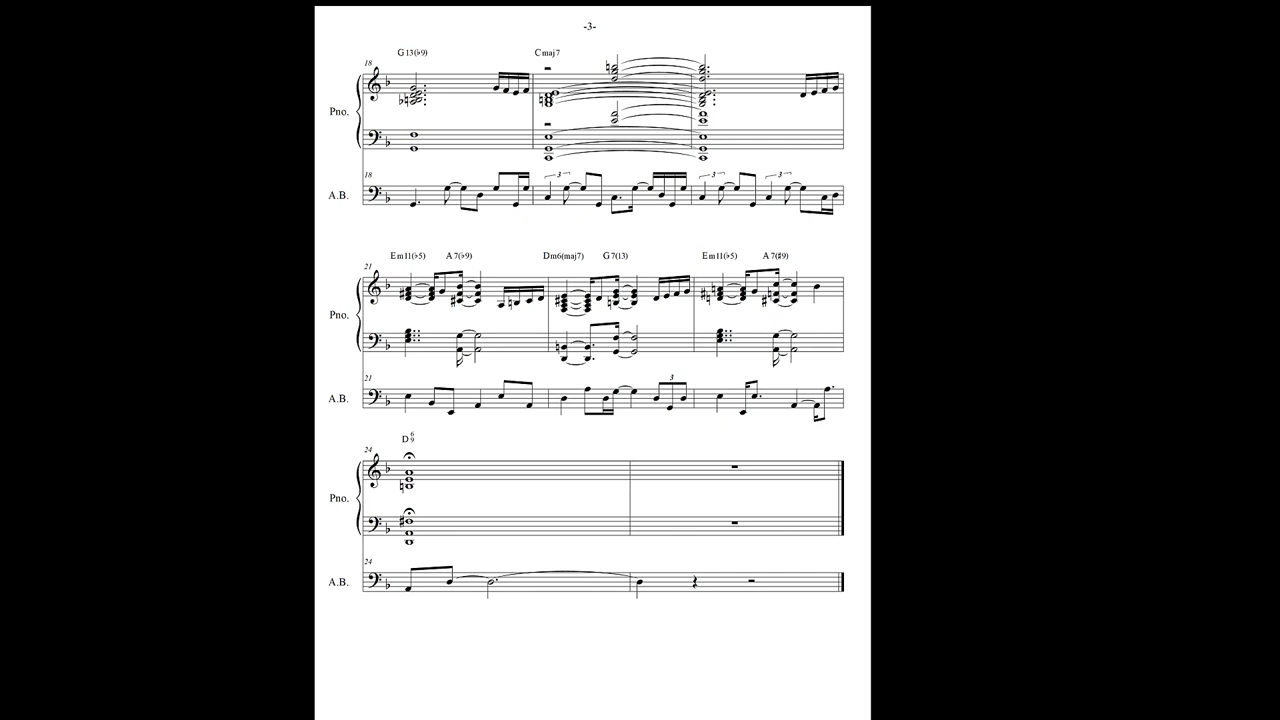 -3-
G13(♭9) Cmaj7
18
Pno.
18
3 3 3 3
A.B.
Em11(♭5) A7(♭9) Dm6(maj7) G7(13) Em11(♭5) A7(♯9)
21
Pno.
21
3
A.B.
D6/9
24
Pno.
24
A.B.